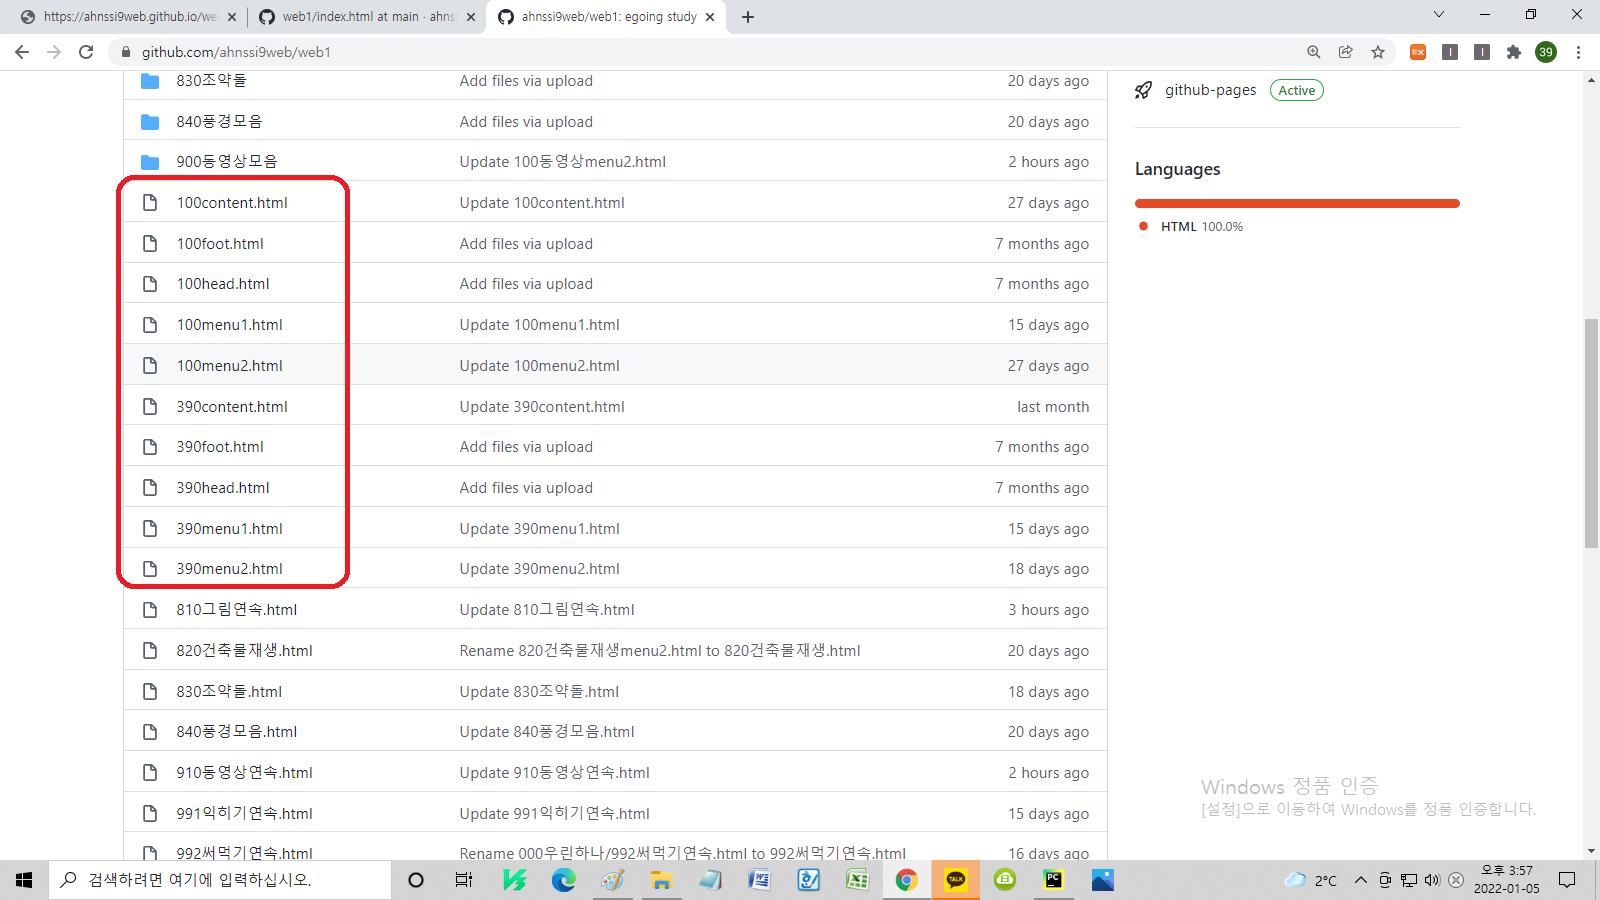 https://ahnssi9web.github.io/we
web1/index.html at main · ahns
ahnssi9web/web1: egoing study
github.com/ahnssi9web/web1
EX
39
830조약돌 Add files via upload 20 days ago
840풍경모음 Add files via upload 20 days ago
900동영상모음 Update 100동영상menu2.html 2 hours ago
100content.html Update 100content.html 27 days ago
100foot.html Add files via upload 7 months ago
100head.html Add files via upload 7 months ago
100menu1.html Update 100menu1.html 15 days ago
100menu2.html Update 100menu2.html 27 days ago
390content.html Update 390content.html last month
390foot.html Add files via upload 7 months ago
390head.html Add files via upload 7 months ago
390menu1.html Update 390menu1.html 15 days ago
390menu2.html Update 390menu2.html 18 days ago
810그림연속.html Update 810그림연속.html 3 hours ago
820건축물재생.html Rename 820건축물재생menu2.html to 820건축물재생.html 20 days ago
830조약돌.html Update 830조약돌.html 18 days ago
840풍경모음.html Update 840풍경모음.html 20 days ago
910동영상연속.html Update 910동영상연속.html 2 hours ago
991익히기연속.html Update 991익히기연속.html 15 days ago
992써먹기연속.html Rename 000우린하나/992써먹기연속.html to 992써먹기연속.html 16 days ago
github-pages Active
Languages
HTML 100.0%
Windows 정품 인증
[설정]으로 이동하여 Windows를 정품 인증합니다.
검색하려면 여기에 입력하십시오.
TALK
PC
2°C
오후 3:57
2022-01-05